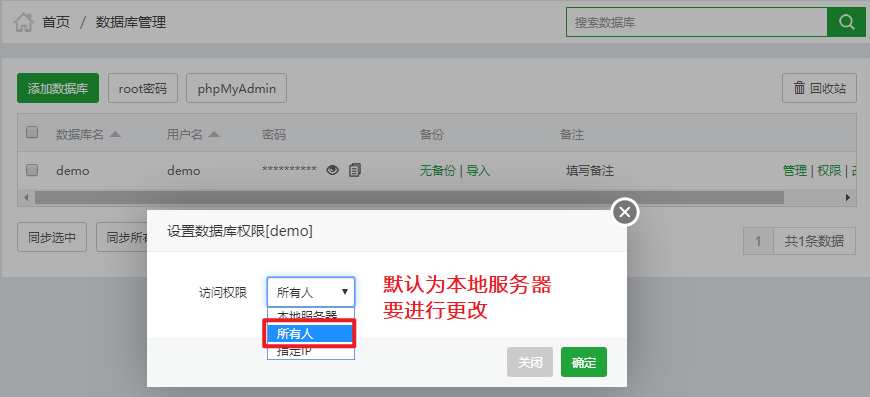 首页 / 数据库管理
搜索数据库
添加数据库 root密码 phpMyAdmin 回收站
数据库名 用户名 密码 备份 备注
demo demo ********** 无备份 | 导入 填写备注 管理 | 权限 |
同步选中 同步所 1 共1条数据
设置数据库权限[demo]
访问权限 所有人
本地服务器
所有人
指定IP
默认为本地服务器
要进行更改
关闭 确定